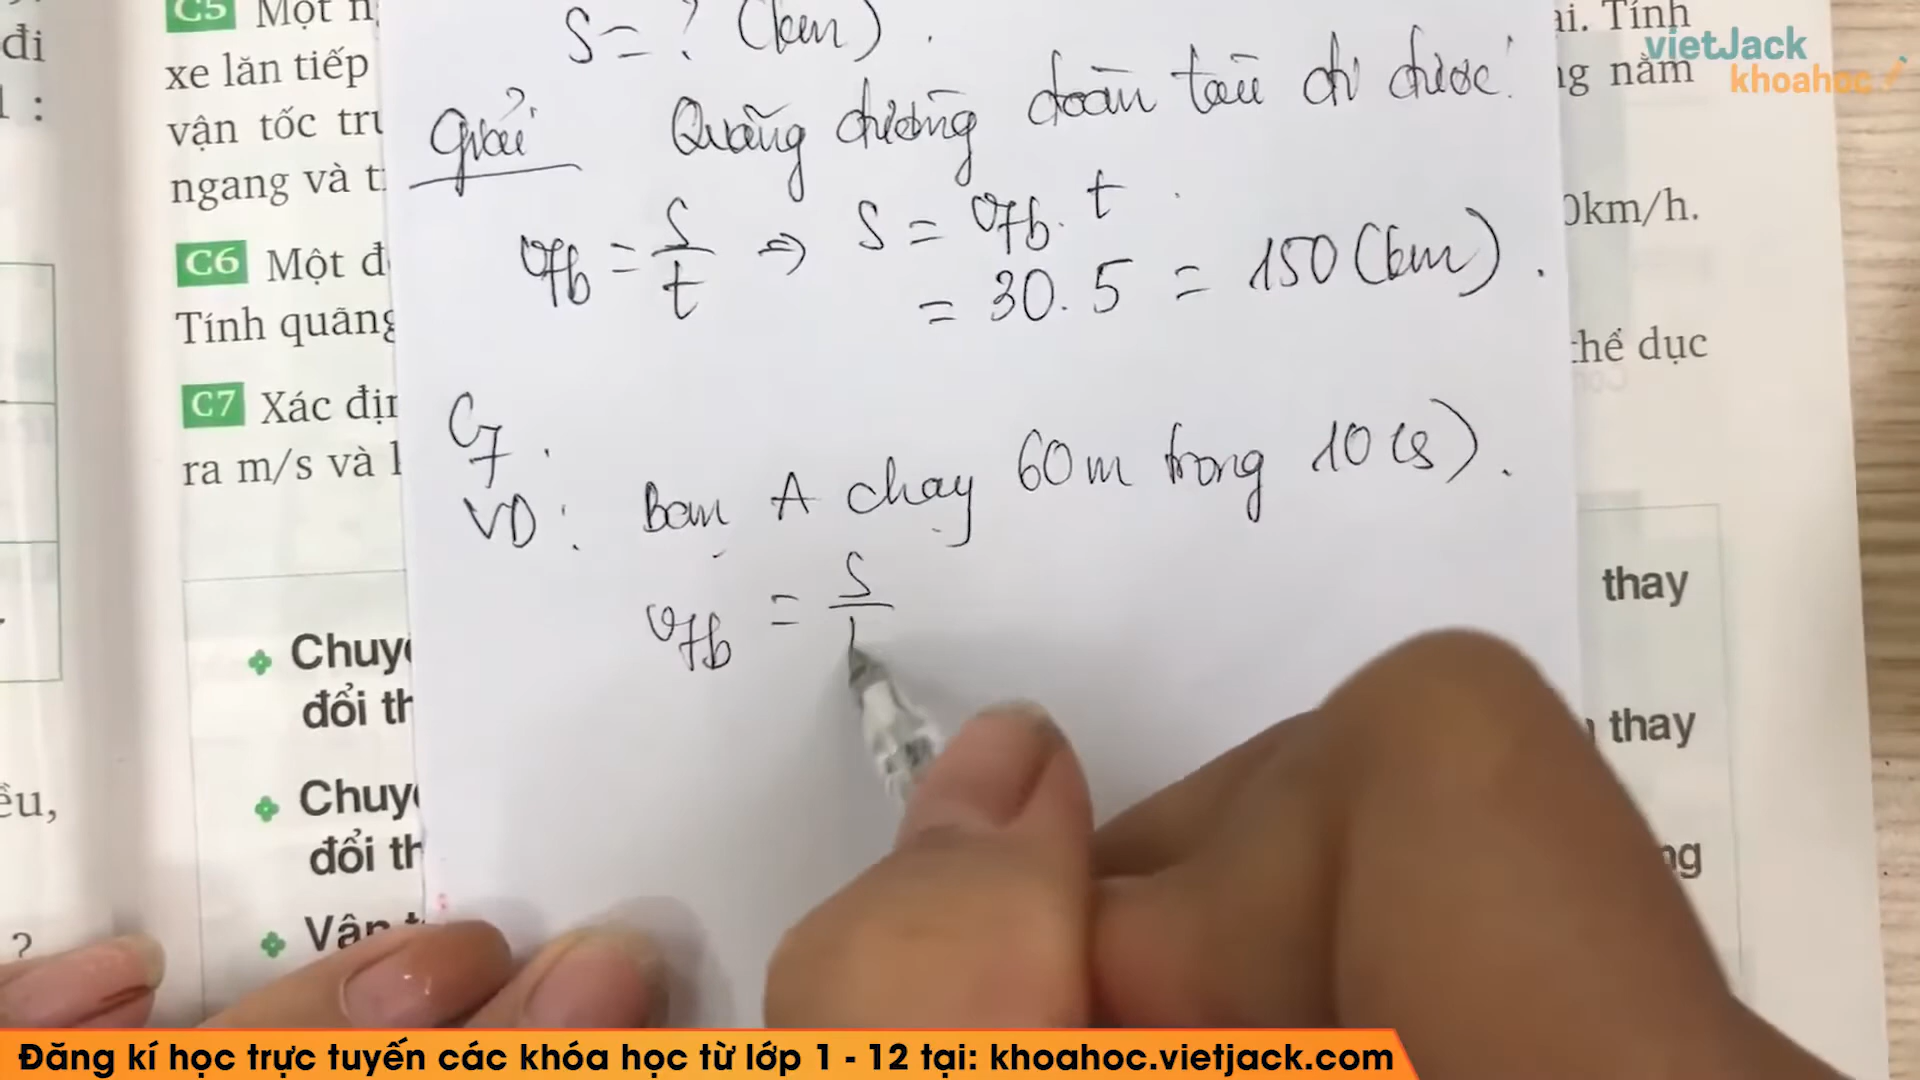 đi
1 :
ều,
?
C5 Một n
xe lăn tiếp
vận tốc tru
ngang và t
C6 Một đ
Tính quãng
C7 Xác địn
ra m/s và
Chuy
đổi th
Chuy
đổi th
Vận t
S = ? (km).
Giải Quãng đường đoàn tàu đi được:
vtb = S/t => S = vtb . t
= 30. 5 = 150 (km).
C7.
VD: Bạn A chạy 60m trong 10 (s).
vtb = S
ai. Tính
ng nằm
0km/h.
thể dục
thay
thay
ng
vietJack
khoahoc
Đăng kí học trực tuyến các khóa học từ lớp 1 - 12 tại: khoahoc.vietjack.com